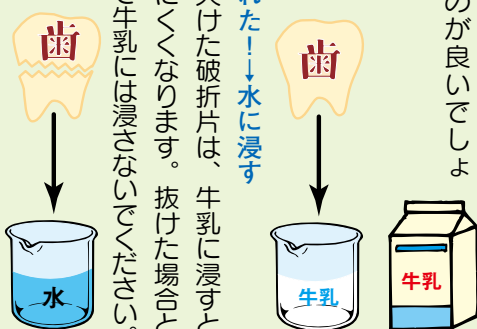 のが良いでしょ
歯
牛乳
牛乳
れた！→水に浸す
欠けた破折片は、牛乳に浸すと
にくくなります。抜けた場合と
牛乳には浸さないでください。
歯
水